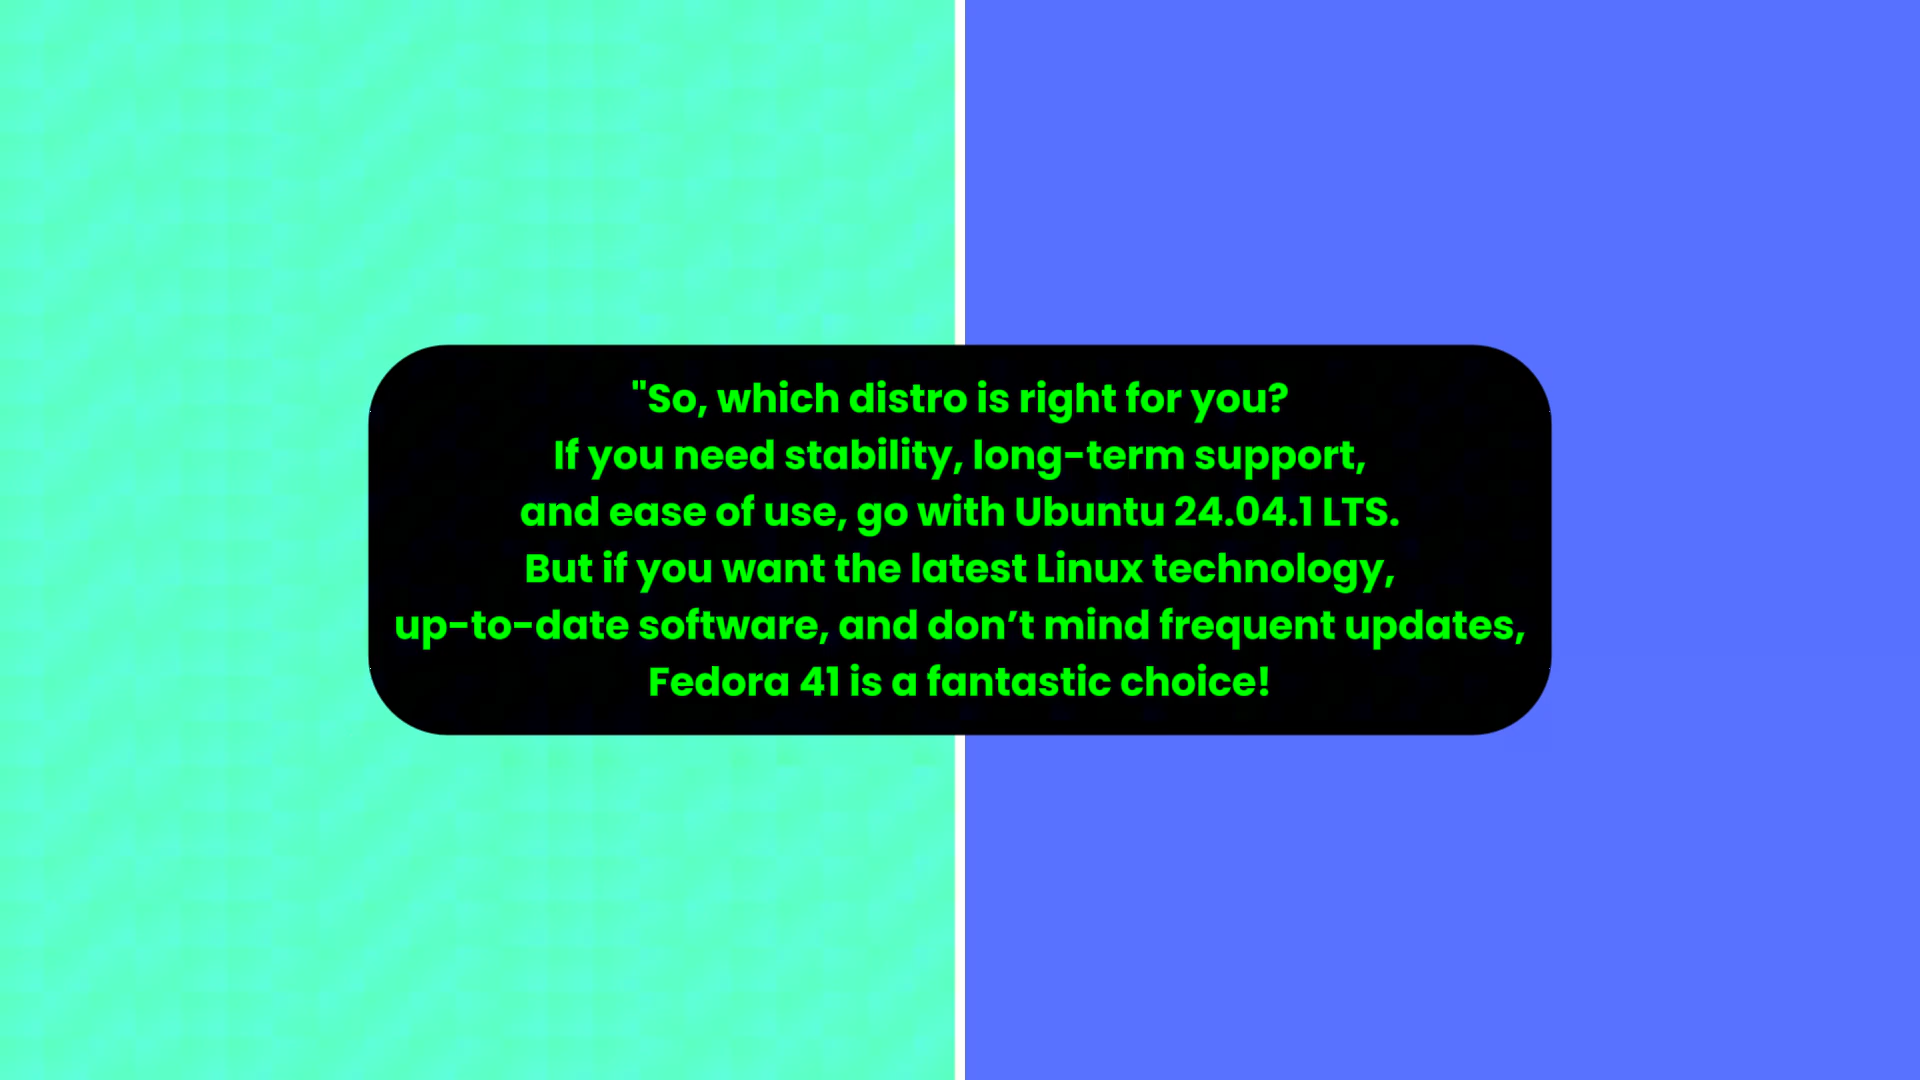 "So, which distro is right for you?
If you need stability, long-term support,
and ease of use, go with Ubuntu 24.04.1 LTS.
But if you want the latest Linux technology,
up-to-date software, and don’t mind frequent updates,
Fedora 41 is a fantastic choice!